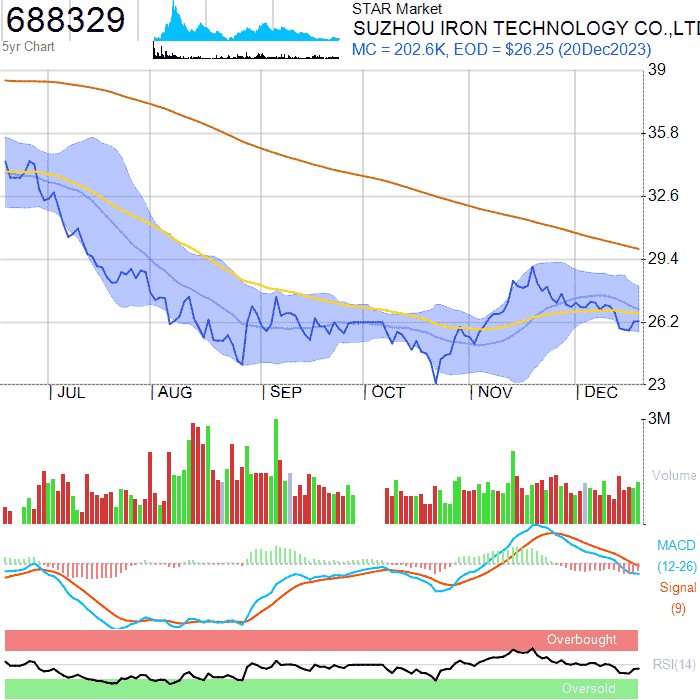 688329
5yr Chart
STAR Market
SUZHOU IRON TECHNOLOGY CO.,LTD
MC = 202.6K, EOD = $26.25 (20Dec2023)
39
35.8
32.6
29.4
26.2
23
JUL
AUG
SEP
OCT
NOV
DEC
3M
Volume
MACD
(12-26)
Signal
(9)
Overbought
RSI(14)
Oversold